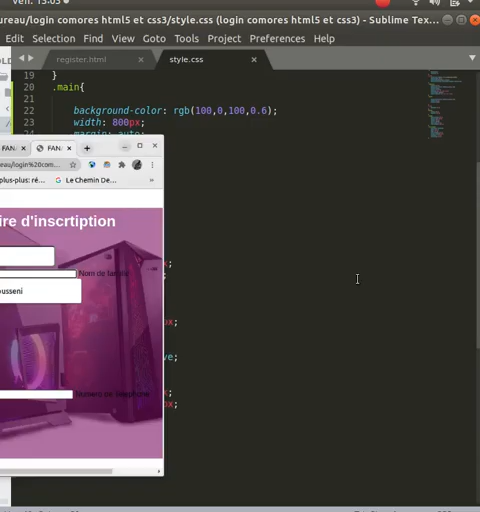 ven. 15:05
ureau/login comores html5 et css3/style.css (login comores html5 et css3) - Sublime Tex...
Edit Selection Find View Goto Tools Project Preferences Help
register.html
style.css
19 }
20 .main{
21
22 background-color: rgb(100,0,100,0.6);
23 width: 800px;
24 margin: auto;
FAN
FAN
eau/login%20com...
plus-plus: ré...
Le Chemin De...
ire d'inscrtiption
x;
Nom de famille
;
ousseni
x;
ve;
Numero de telephone
x;
x;